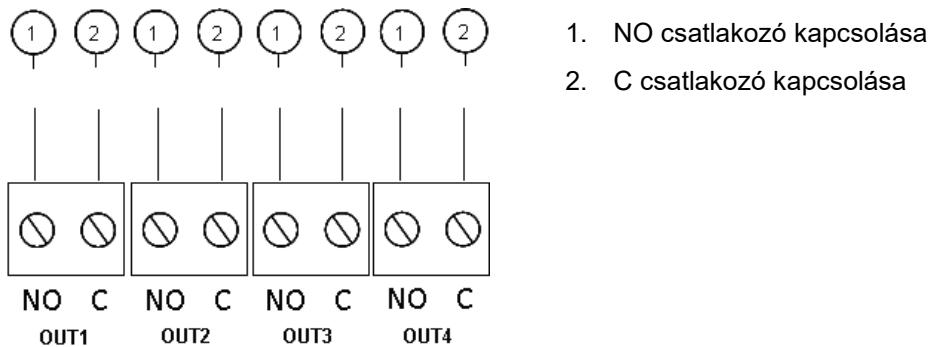 1 2 1 2 1 2 1 2
1. NO csatlakozó kapcsolása
2. C csatlakozó kapcsolása
NO C NO C NO C NO C
OUT1 OUT2 OUT3 OUT4